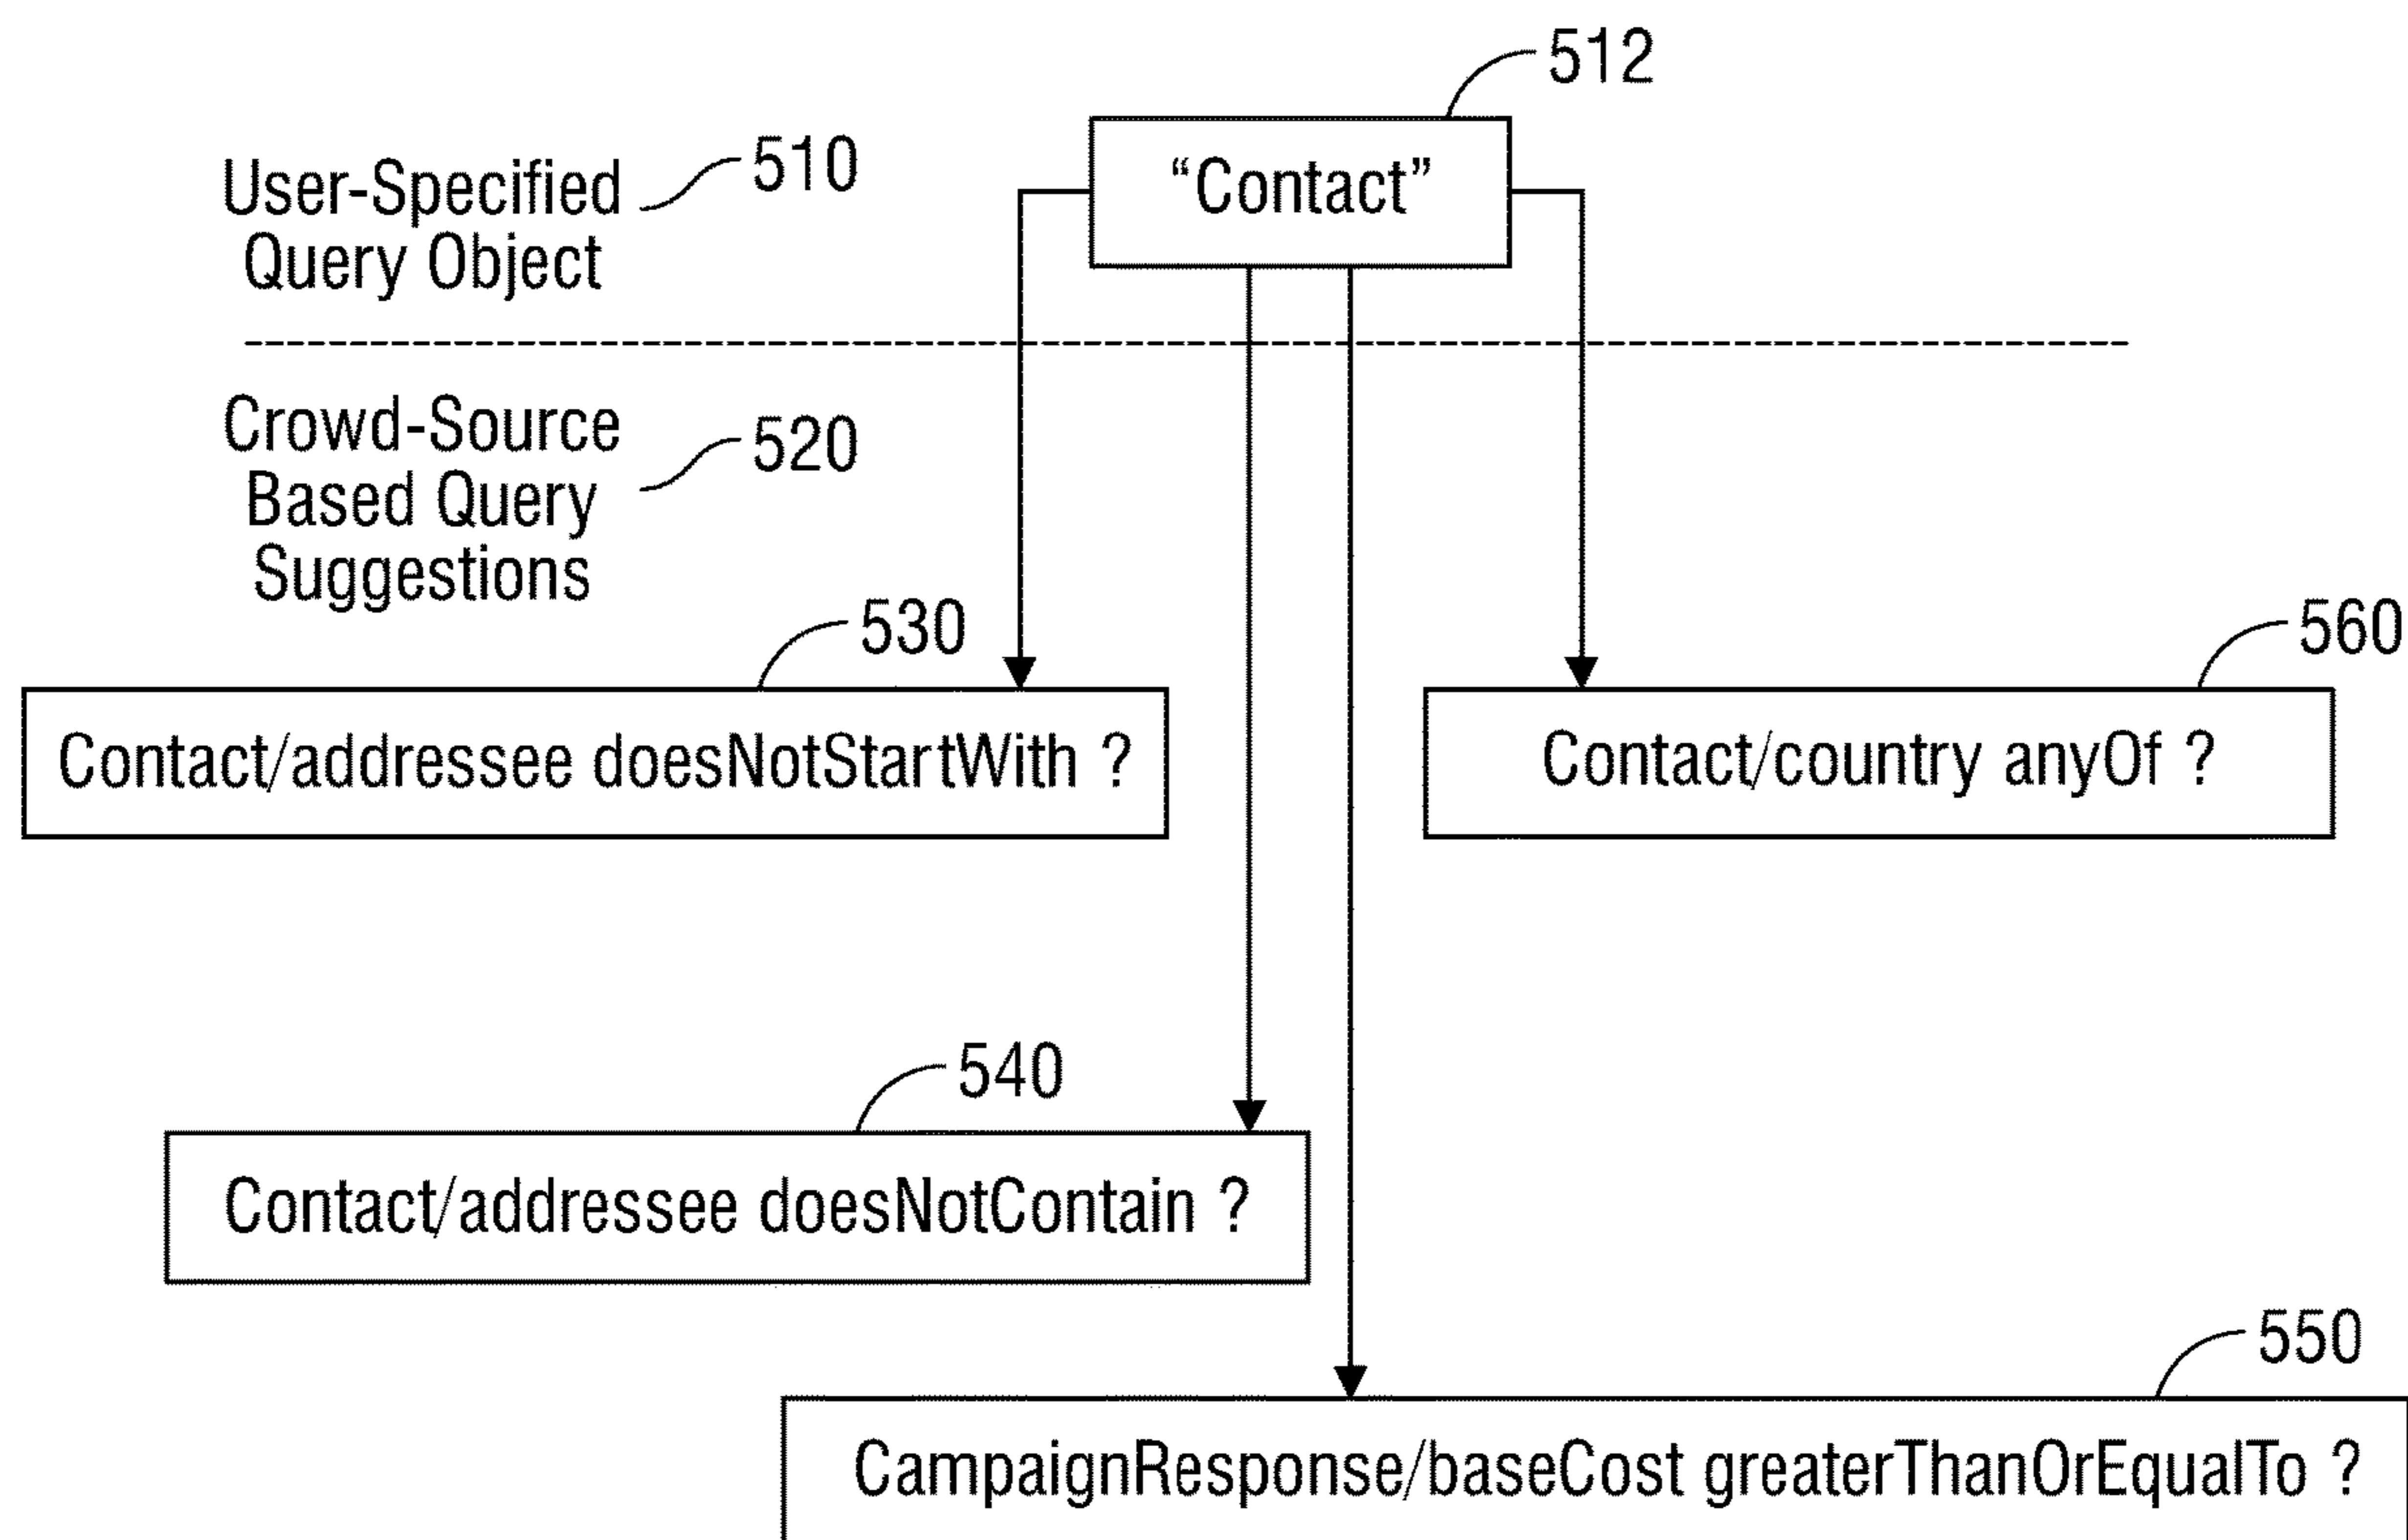 512
User-Specified
Query Object
510
“Contact”
Crowd-Source
Based Query
Suggestions
520
530
560
Contact/addressee doesNotStartWith ?
Contact/country anyOf ?
540
Contact/addressee doesNotContain ?
550
CampaignResponse/baseCost greaterThanOrEqualTo ?